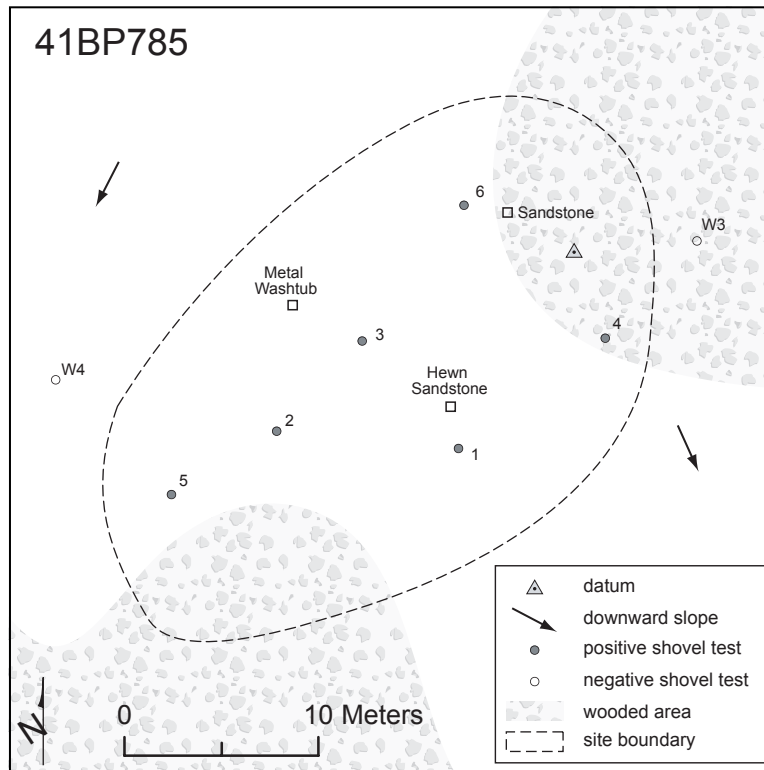 41BP785
6
Sandstone
W3
Metal
Washtub
3
4
W4
Hewn
Sandstone
2
1
5
datum
downward slope
positive shovel test
negative shovel test
wooded area
site boundary
N
0 10 Meters